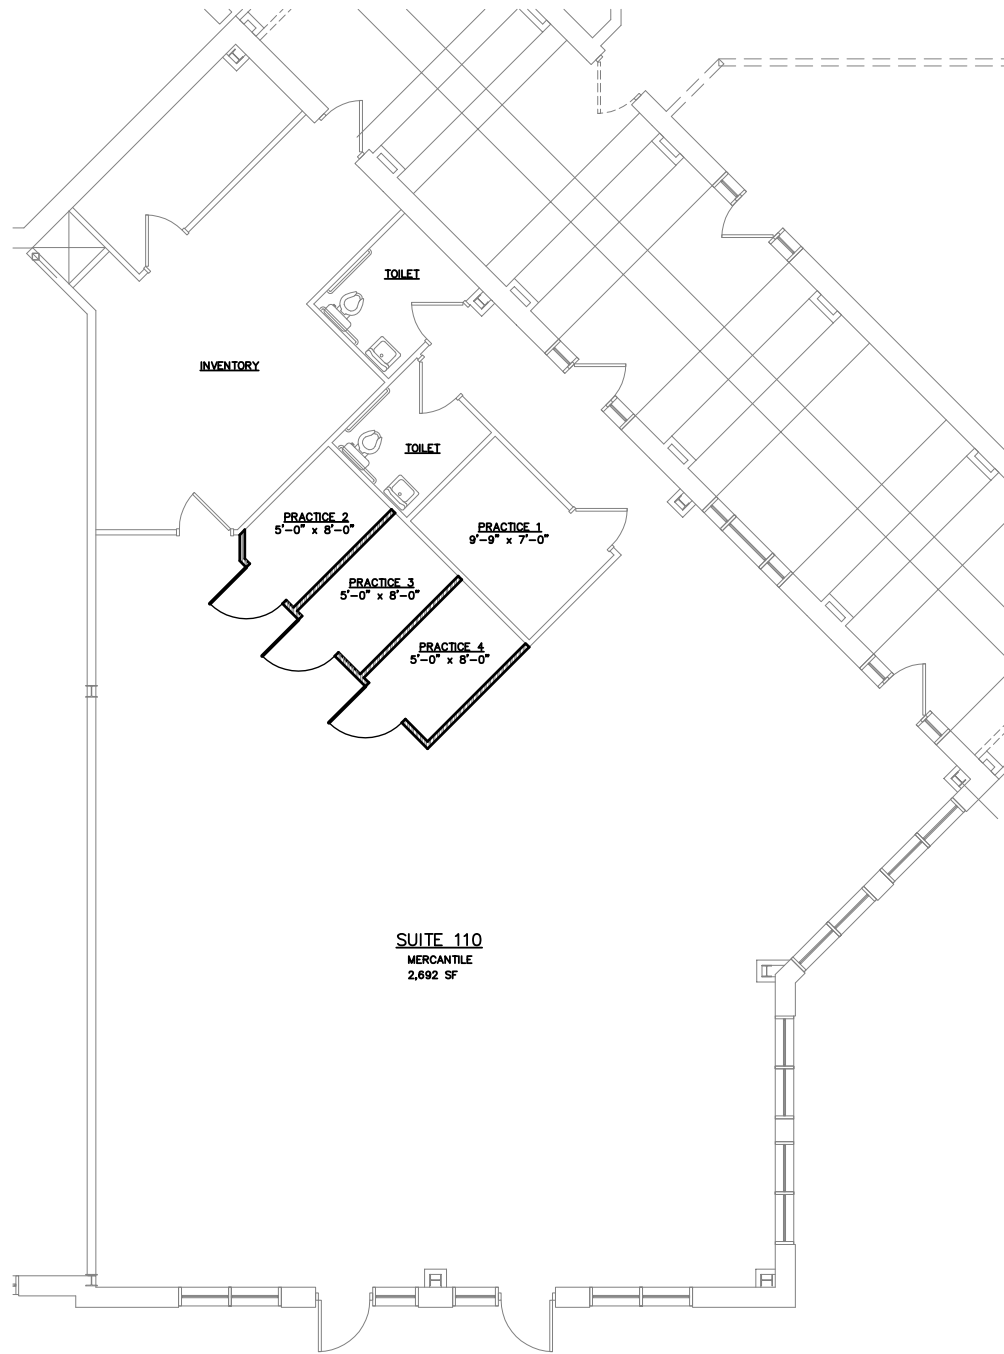 TOILET
INVENTORY
TOILET
PRACTICE 2
5'-0" x 8'-0"
PRACTICE 1
9'-9" x 7'-0"
PRACTICE 3
5'-0" x 8'-0"
PRACTICE 4
5'-0" x 8'-0"
SUITE 110
MERCANTILE
2,692 SF